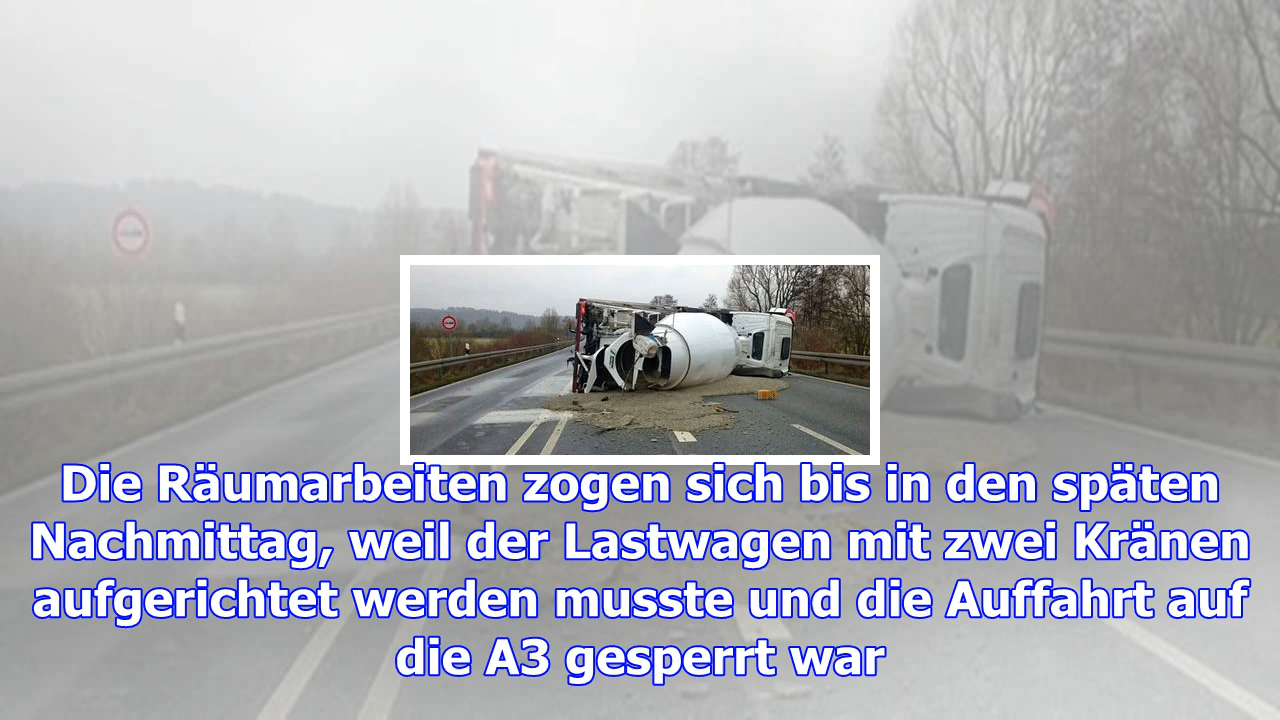 Die Räumarbeiten zogen sich bis in den späten
Nachmittag, weil der Lastwagen mit zwei Kränen
aufgerichtet werden musste und die Auffahrt auf
die A3 gesperrt war